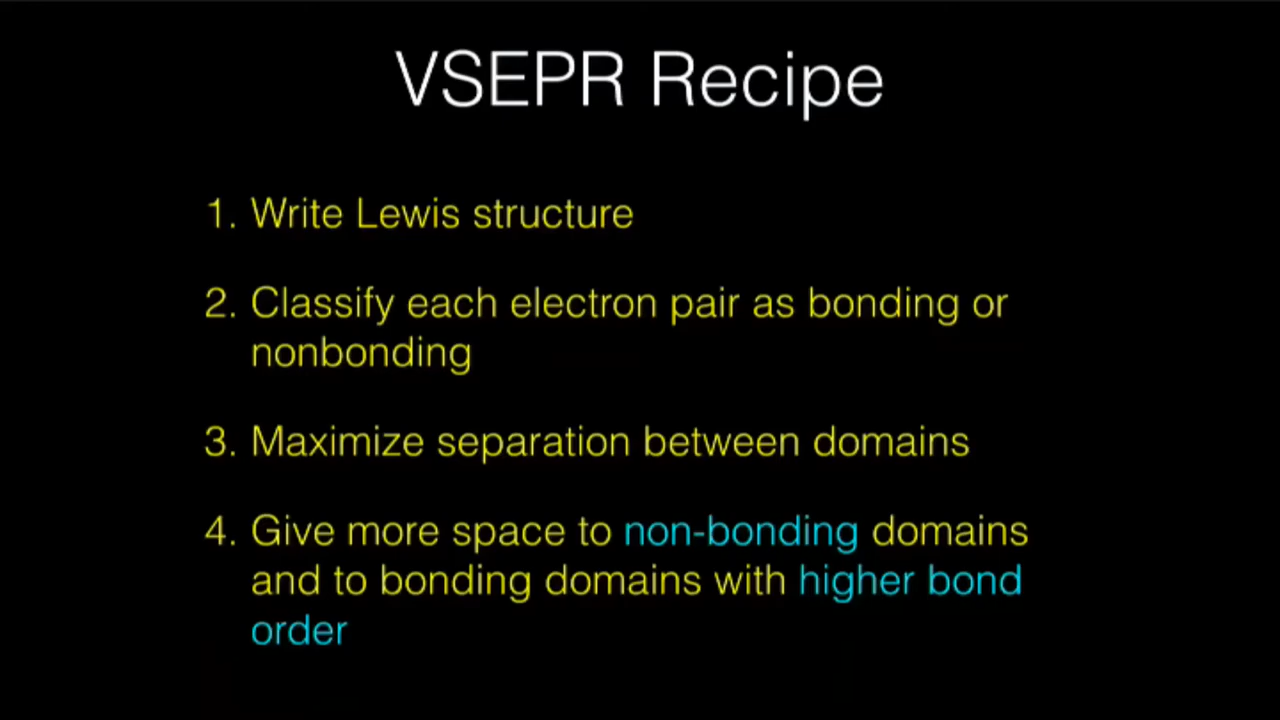 VSEPR Recipe
1. Write Lewis structure
2. Classify each electron pair as bonding or
nonbonding
3. Maximize separation between domains
4. Give more space to non-bonding domains
and to bonding domains with higher bond
order